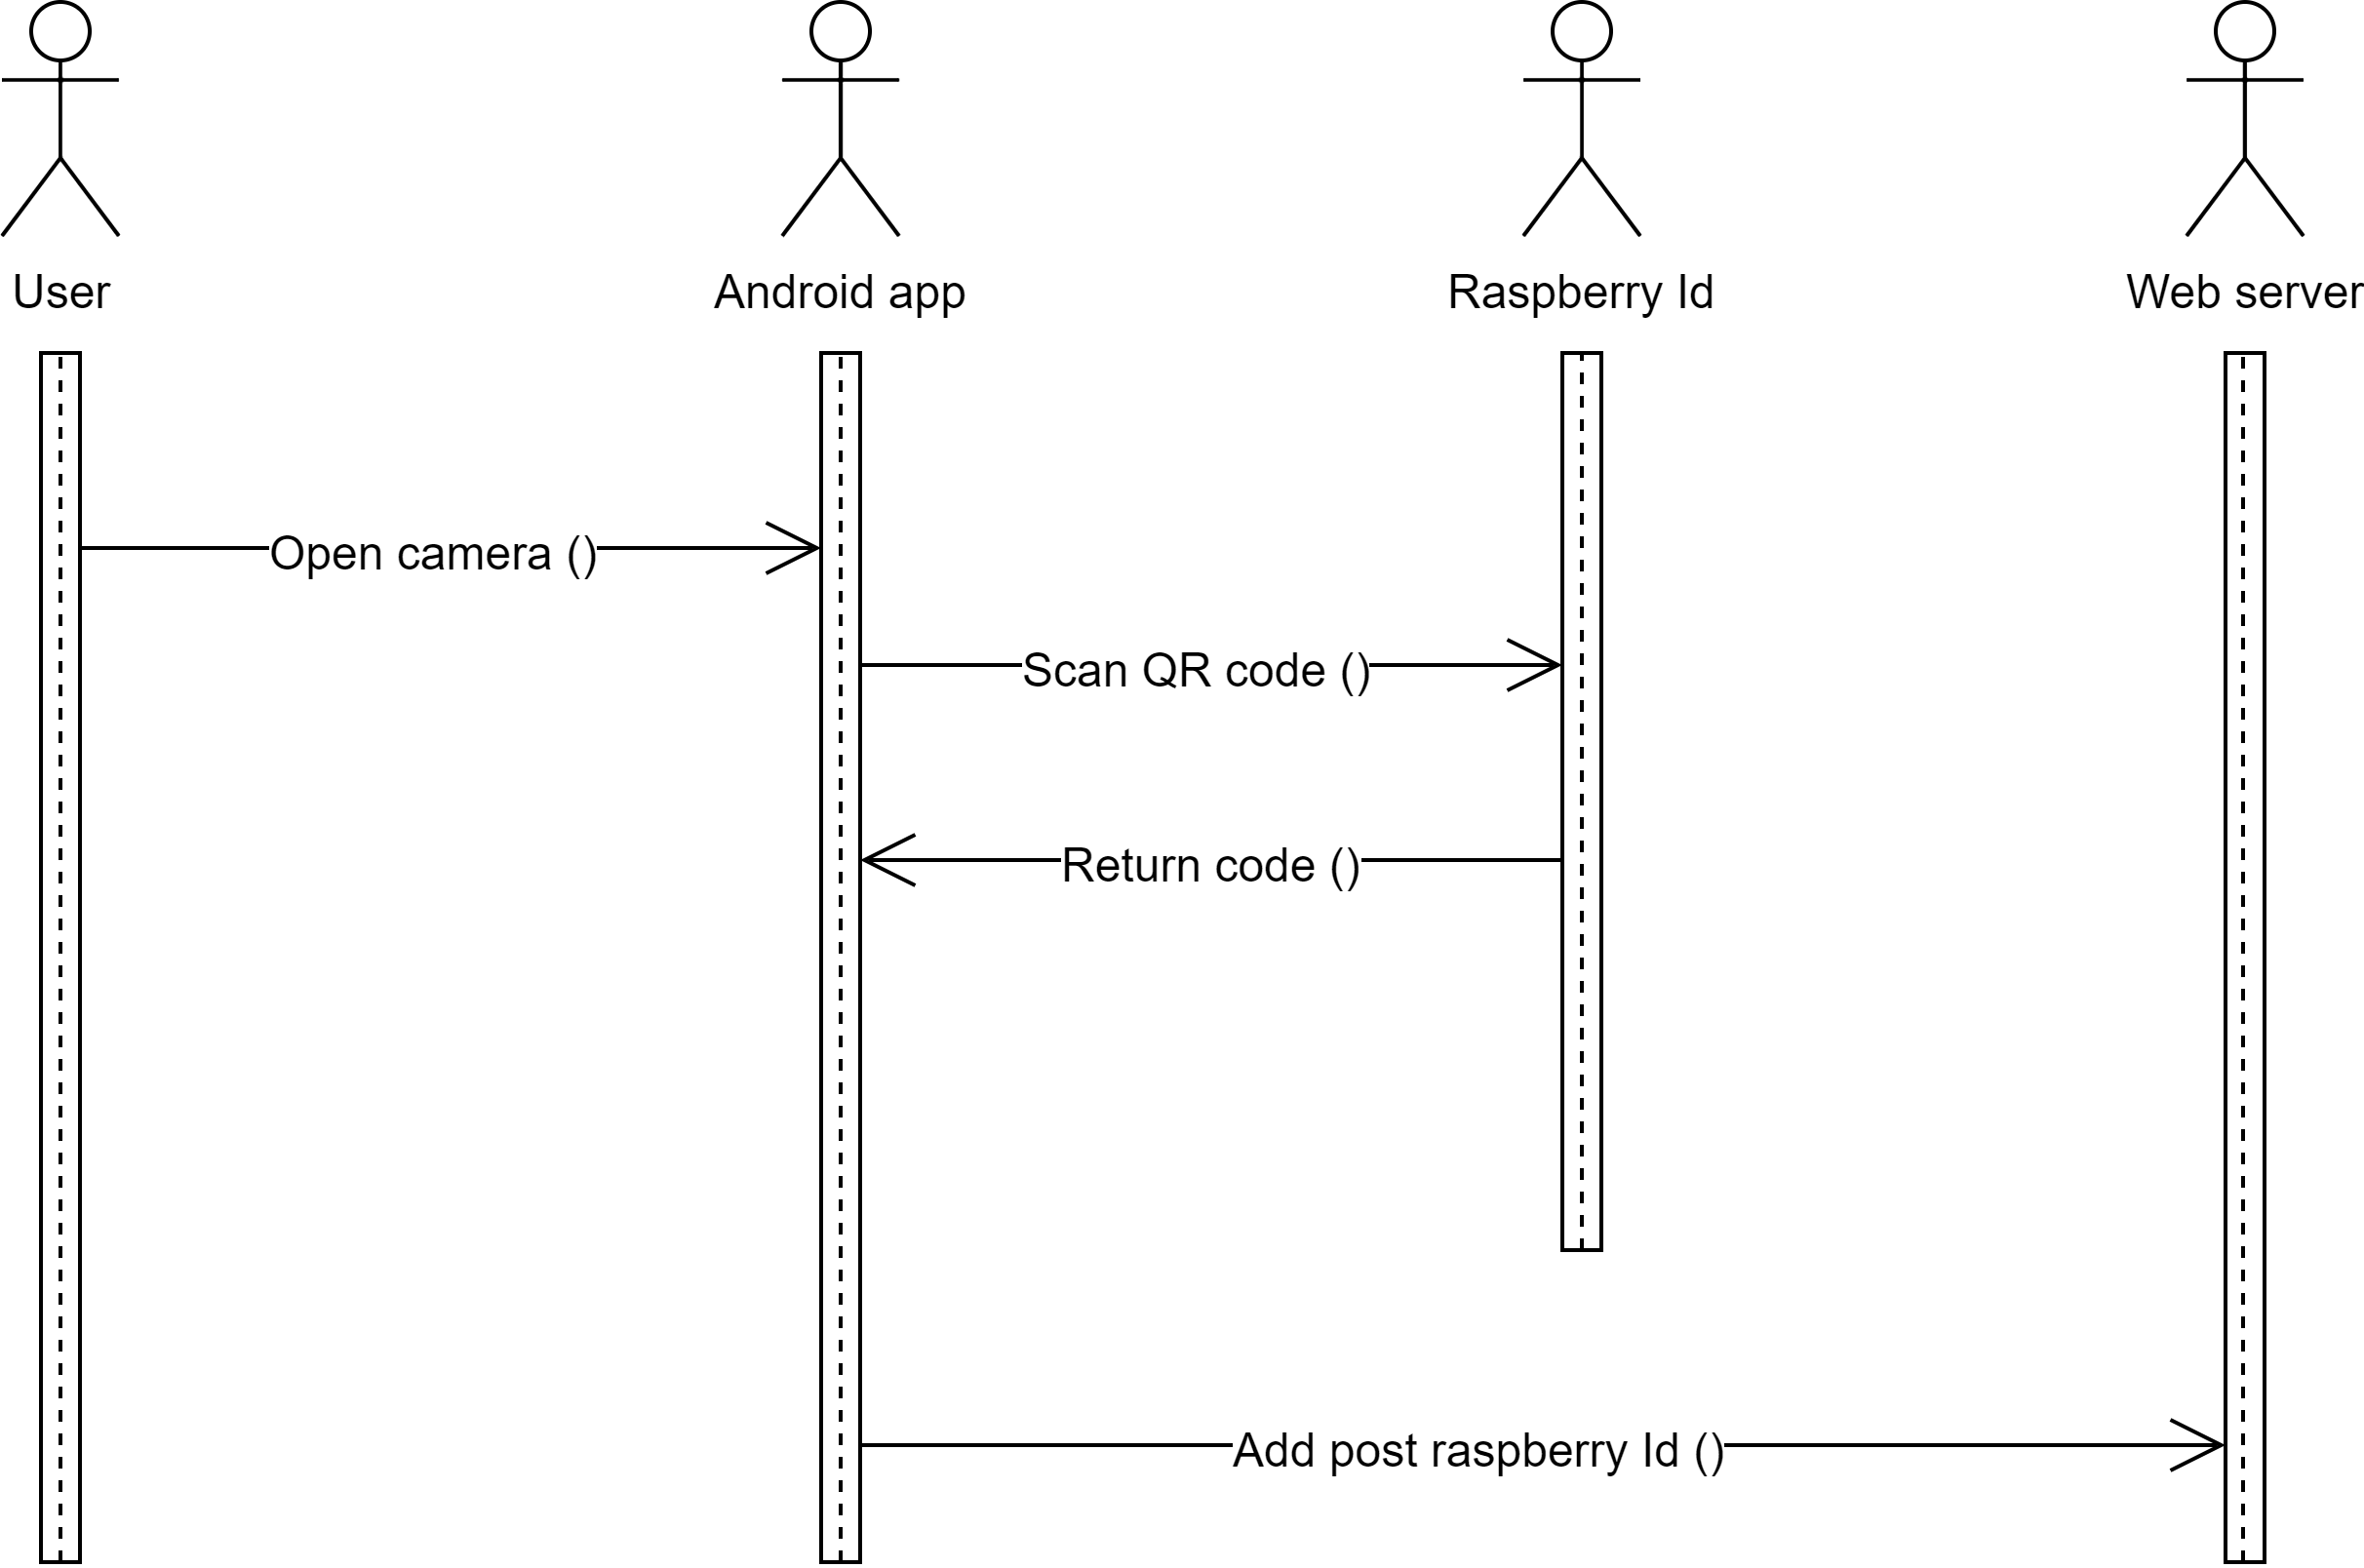 User
Android app
Raspberry Id
Web server
Open camera ()
Scan QR code ()
Return code ()
Add post raspberry Id ()